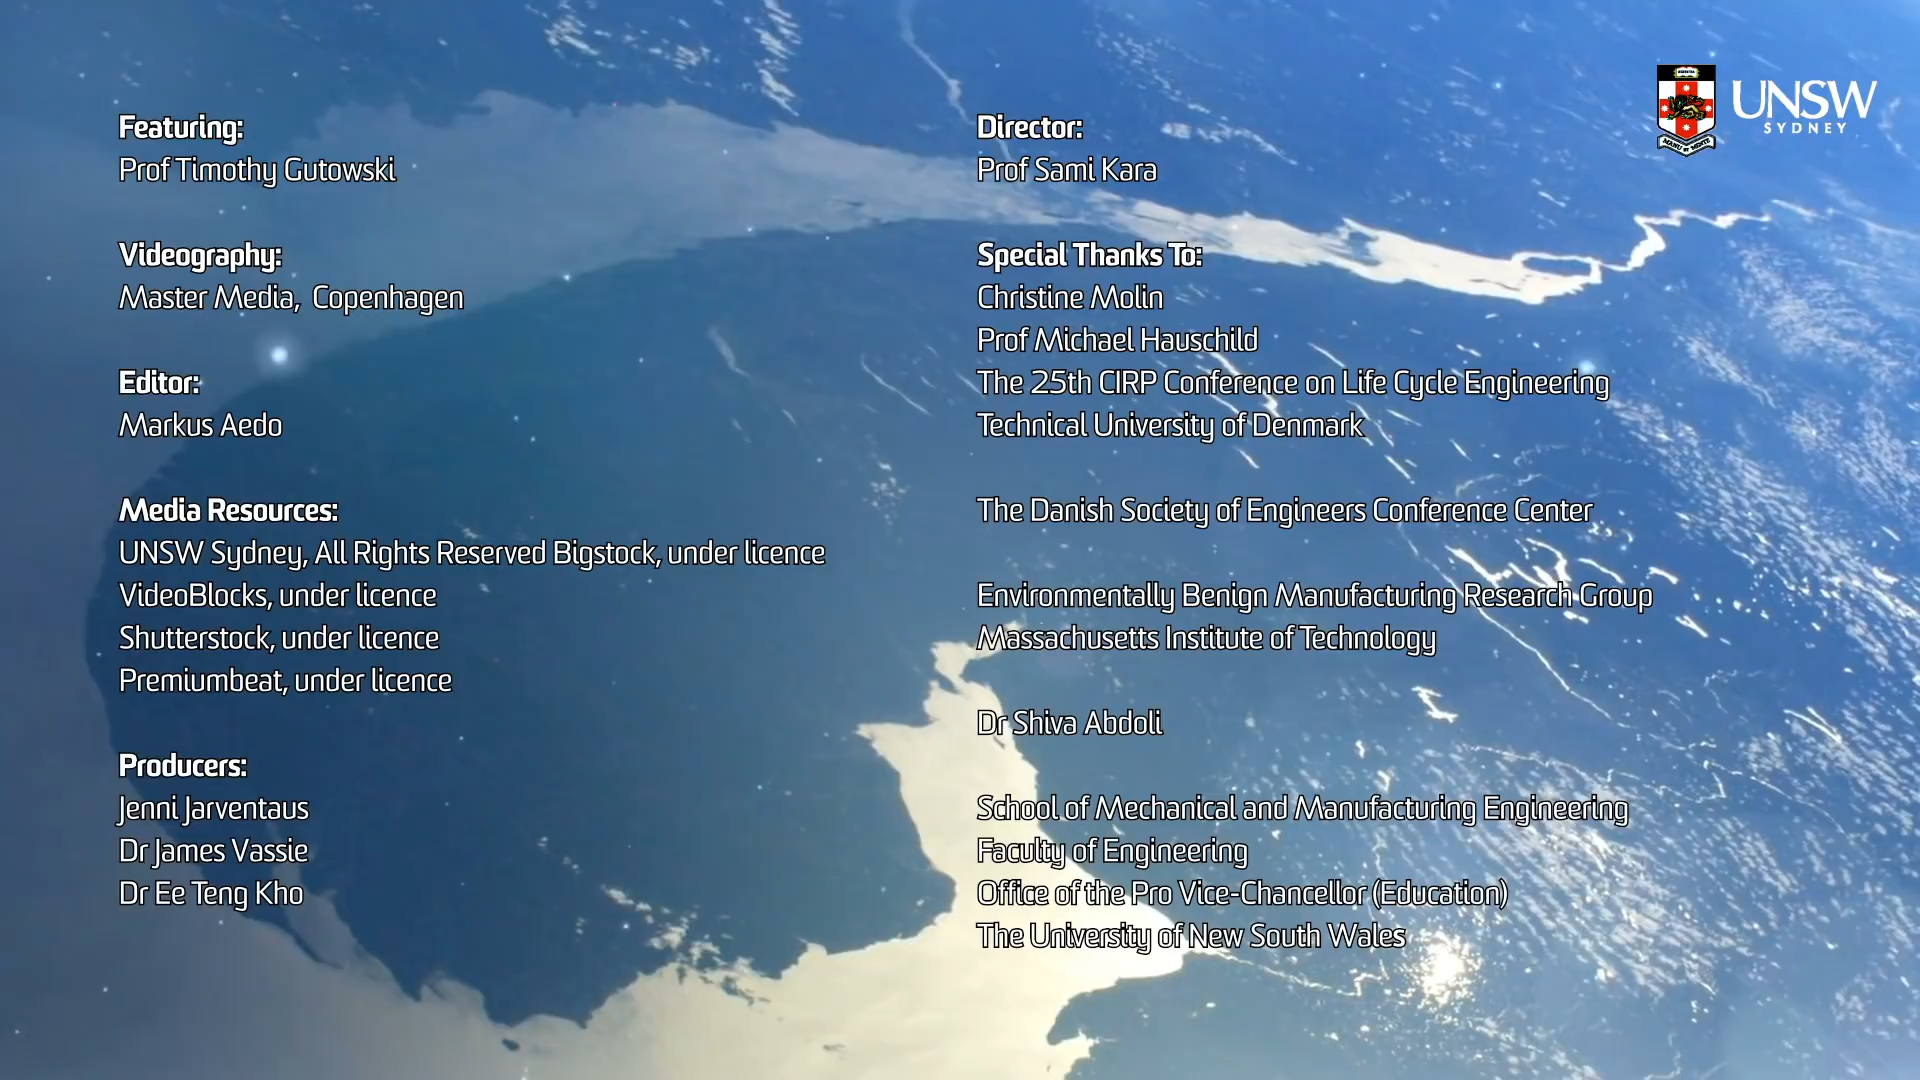 Featuring:
Prof Timothy Gutowski
Videography:
Master Media, Copenhagen
Editor:
Markus Aedo
Media Resources:
UNSW Sydney, All Rights Reserved Bigstock, under licence
VideoBlocks, under licence
Shutterstock, under licence
Premiumbeat, under licence
Producers:
Jenni Jarventaus
Dr James Vassie
Dr Ee Teng Kho
Director:
Prof Sami Kara
Special Thanks To:
Christine Molin
Prof Michael Hauschild
The 25th CIRP Conference on Life Cycle Engineering
Technical University of Denmark
The Danish Society of Engineers Conference Center
Environmentally Benign Manufacturing Research Group
Massachusetts Institute of Technology
Dr Shiva Abdoli
School of Mechanical and Manufacturing Engineering
Faculty of Engineering
Office of the Pro Vice-Chancellor (Education)
The University of New South Wales
UNSW
SYDNEY